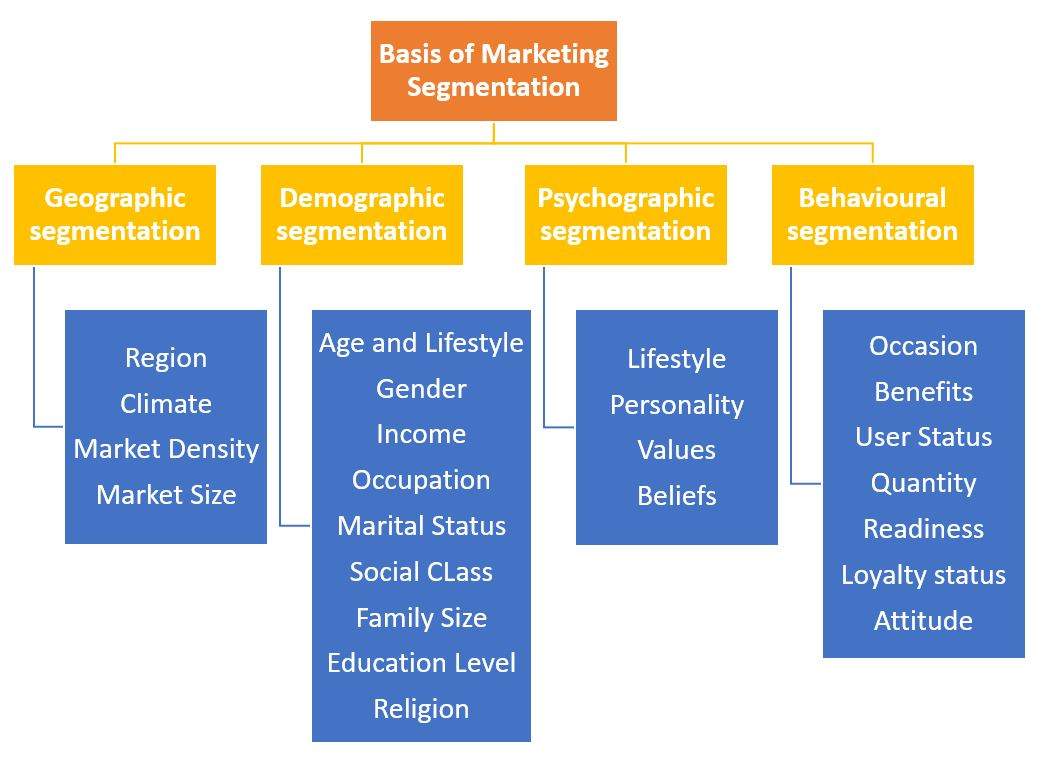 Basis of Marketing
Segmentation
Geographic
segmentation
Demographic
segmentation
Psychographic
segmentation
Behavioural
segmentation
Region
Climate
Market Density
Market Size
Age and Lifestyle
Gender
Income
Occupation
Marital Status
Social CLass
Family Size
Education Level
Religion
Lifestyle
Personality
Values
Beliefs
Occasion
Benefits
User Status
Quantity
Readiness
Loyalty status
Attitude